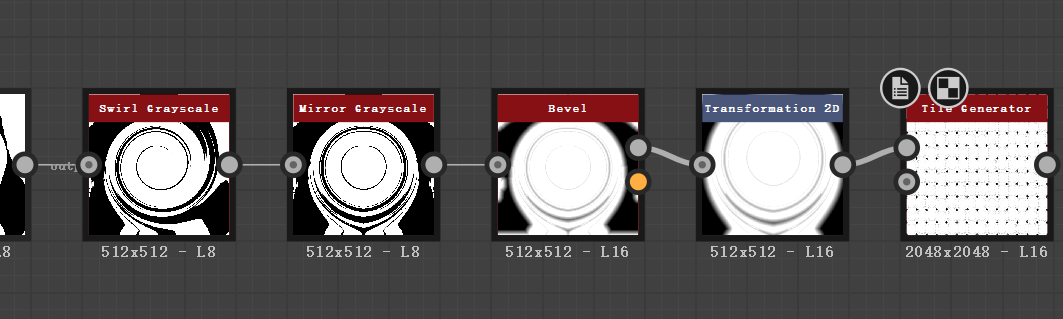 Swirl Grayscale
Mirror Grayscale
Bevel
Transformation 2D
Tile Generator
512x512 - L8
512x512 - L8
512x512 - L16
512x512 - L16
2048x2048 - L16